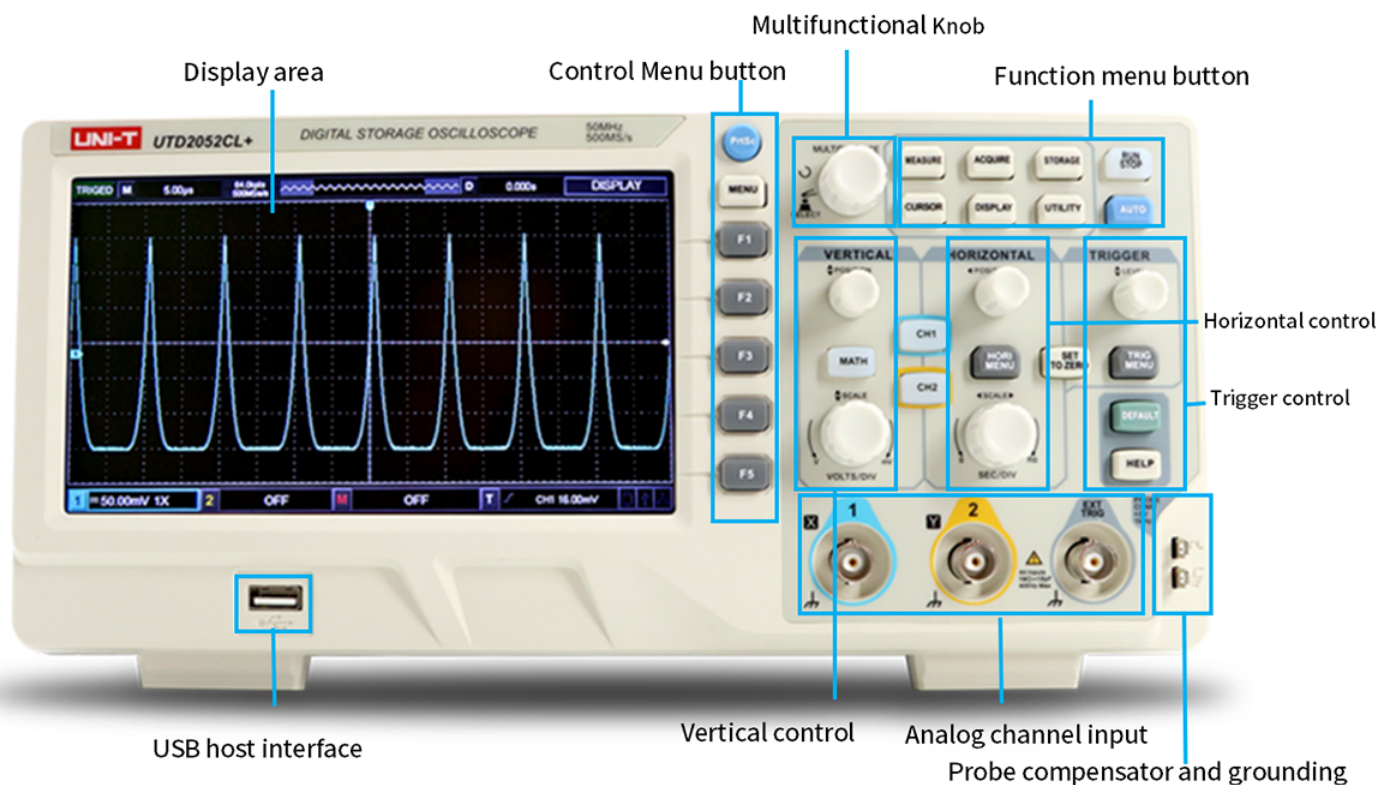 Multifunctional Knob
Display area
Control Menu button
Function menu button
UNI-T UTD2052CL+ DIGITAL STORAGE OSCILLOSCOPE 50MHz
500MS/s
PrtSc
MENU
F1
F2
F3
F4
F5
TRIGED M 5.00μs 500MS/s D 0.000s DISPLAY
1 50.00mV 1X 2 OFF M OFF T CH1 16.00mV
MEASURE ACQUIRE STORAGE RUN
STOP
CURSOR DISPLAY UTILITY AUTO
VERTICAL HORIZONTAL TRIGGER
CH1
MATH
HORI
MENU
SET
TO ZERO
TRIG
MENU
CH2
SCALE
SCALE
DEFAULT
VOLTS/DIV
SEC/DIV
HELP
Horizontal control
Trigger control
X 1
Y 2
EXT
TRIG
USB host interface
Vertical control
Analog channel input
Probe compensator and grounding